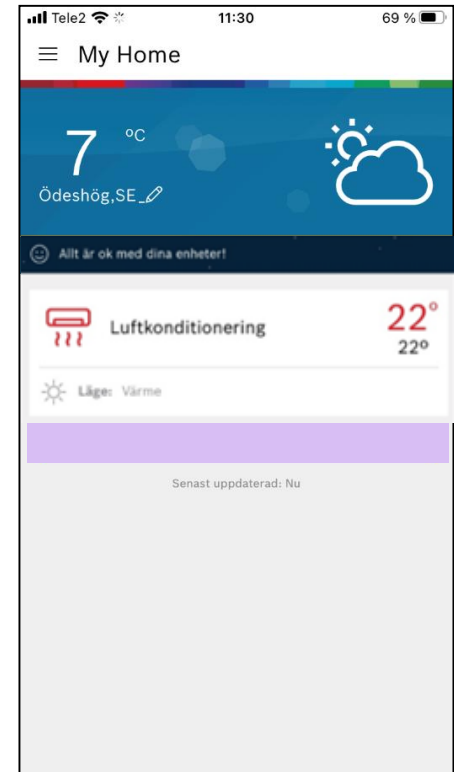 Tele2 11:30 69 %
My Home
7 °C
Ödeshög,SE_
Allt är ok med dina enheter!
Luftkonditionering 22°
22°
Läge: Värme
Senast uppdaterad: Nu